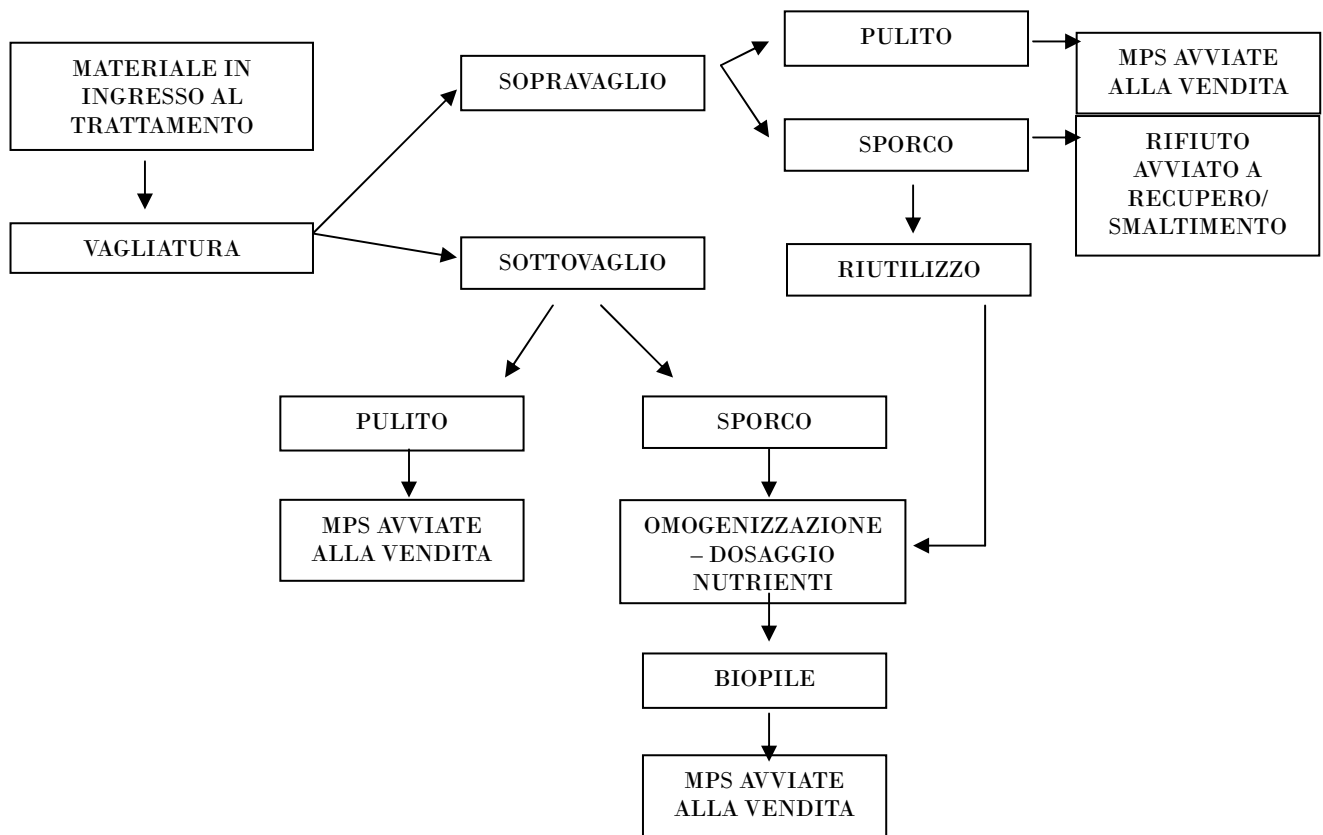 MATERIALE IN
INGRESSO AL
TRATTAMENTO
VAGLIATURA
SOPRAVAGLIO
SOTTOVAGLIO
PULITO
MPS AVVIATE
ALLA VENDITA
SPORCO
RIFIUTO
AVVIATO A
RECUPERO/
SMALTIMENTO
RIUTILIZZO
PULITO
MPS AVVIATE
ALLA VENDITA
SPORCO
OMOGENIZZAZIONE
– DOSAGGIO
NUTRIENTI
BIOPILE
MPS AVVIATE
ALLA VENDITA